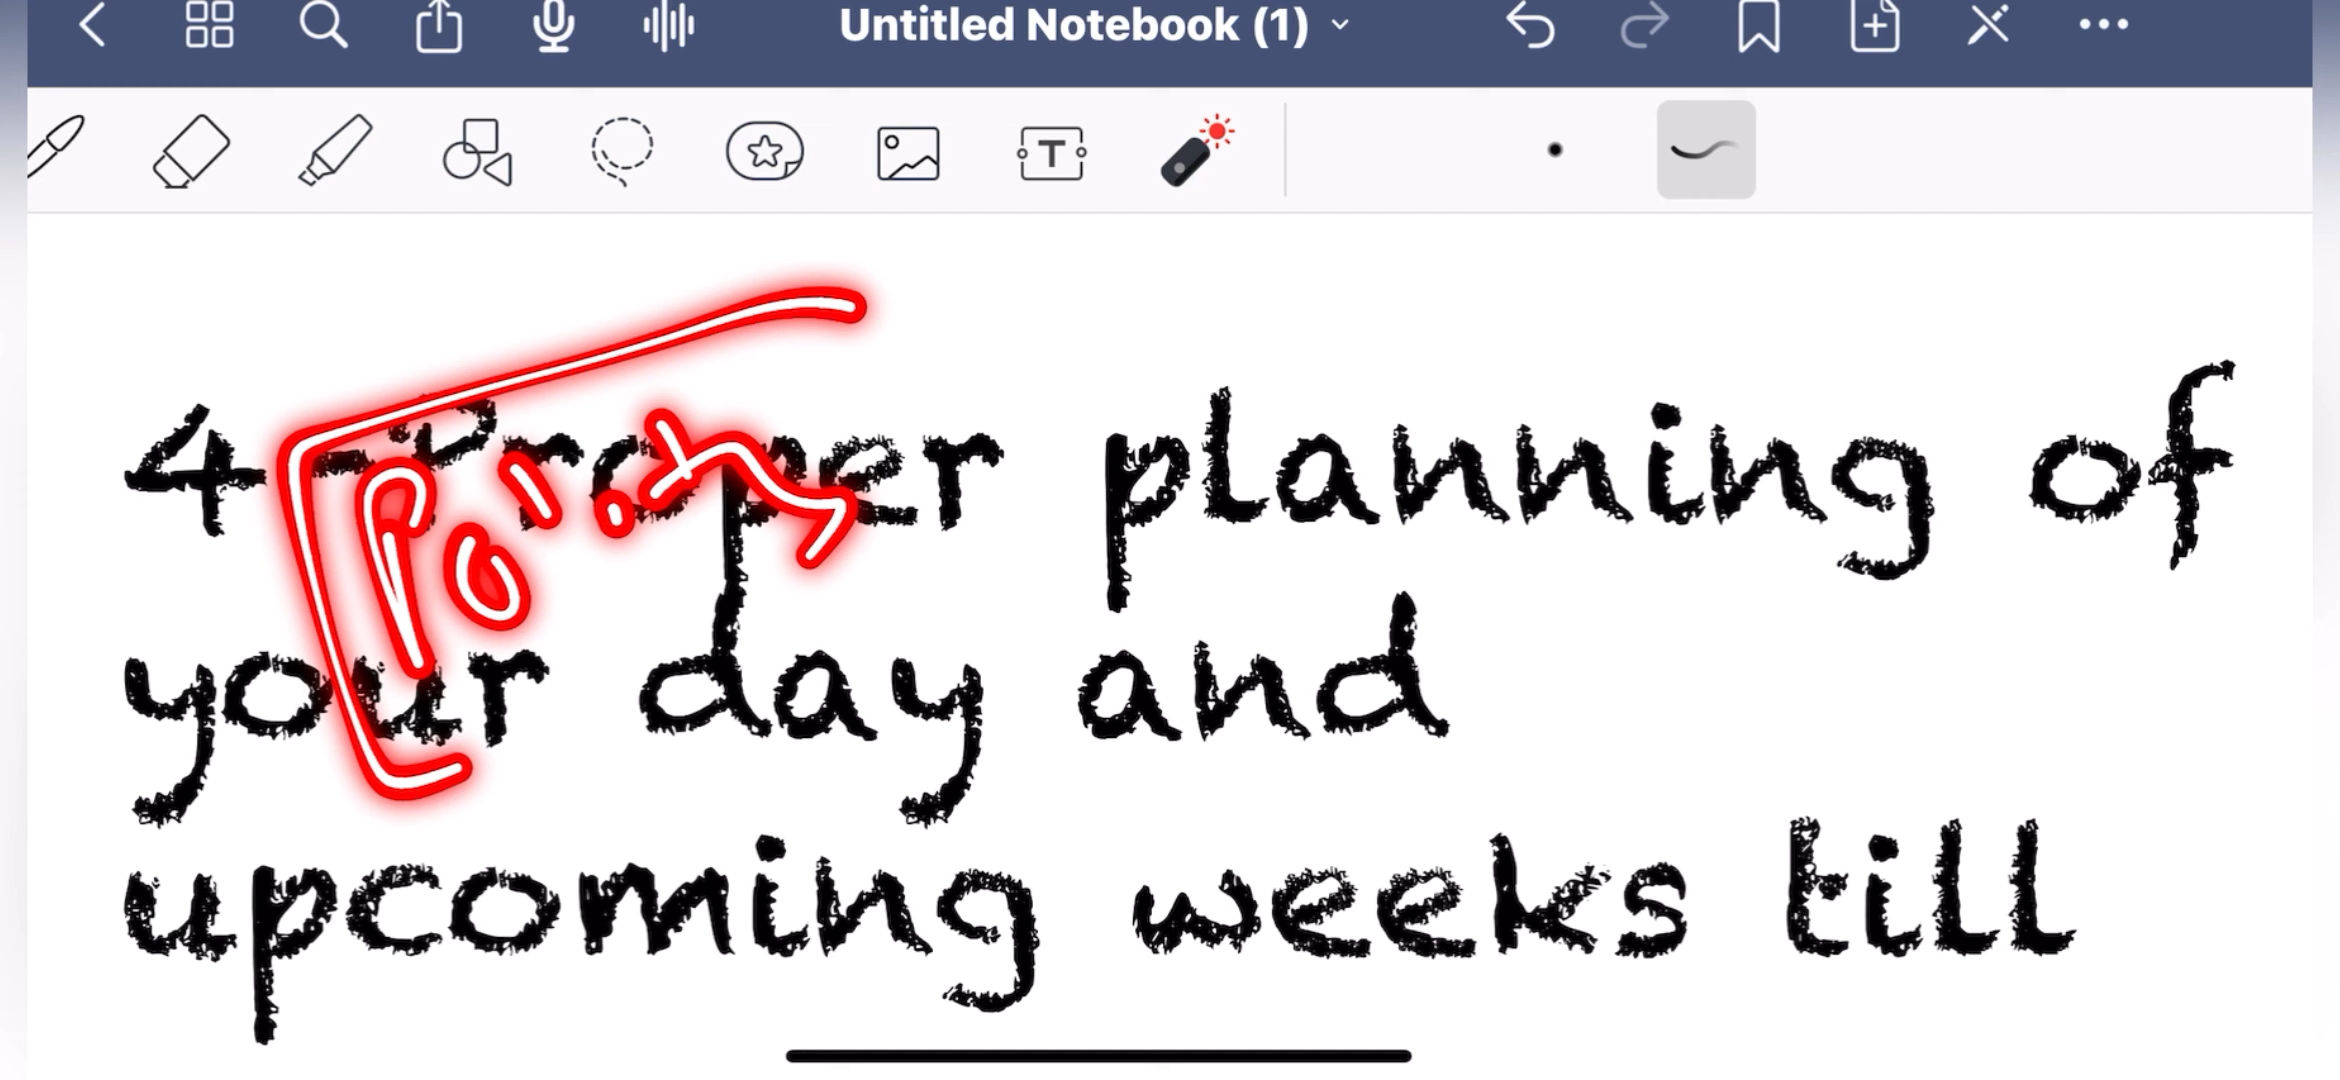 Untitled Notebook (1)
4-Proper planning of
your day and
upcoming weeks till